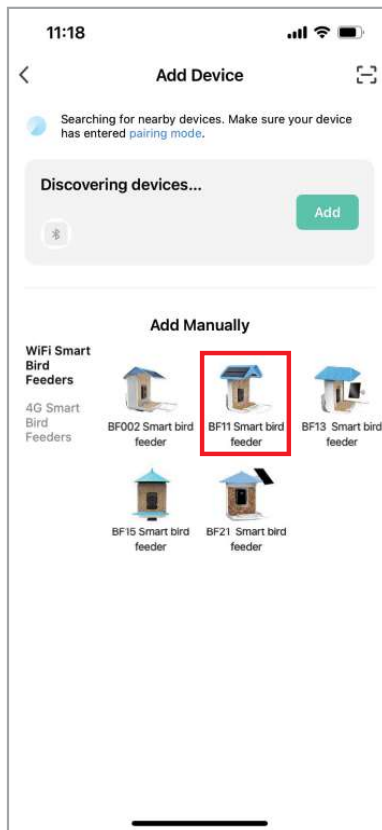 11:18
Add Device
Searching for nearby devices. Make sure your device
has entered pairing mode.
Discovering devices...
Add
Add Manually
WiFi Smart
Bird
Feeders
4G Smart
Bird
Feeders
BF002 Smart bird
feeder
BF11 Smart bird
feeder
BF13 Smart bird
feeder
BF15 Smart bird
feeder
BF21 Smart bird
feeder